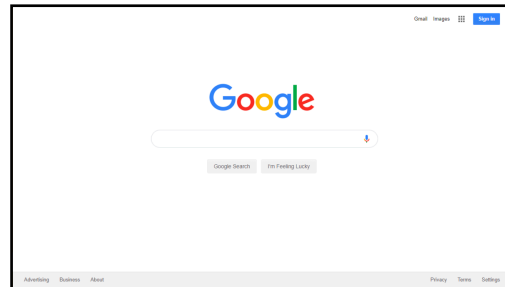 Gmail Images Sign in
Google
Google Search I'm Feeling Lucky
Advertising Business About Privacy Terms Settings